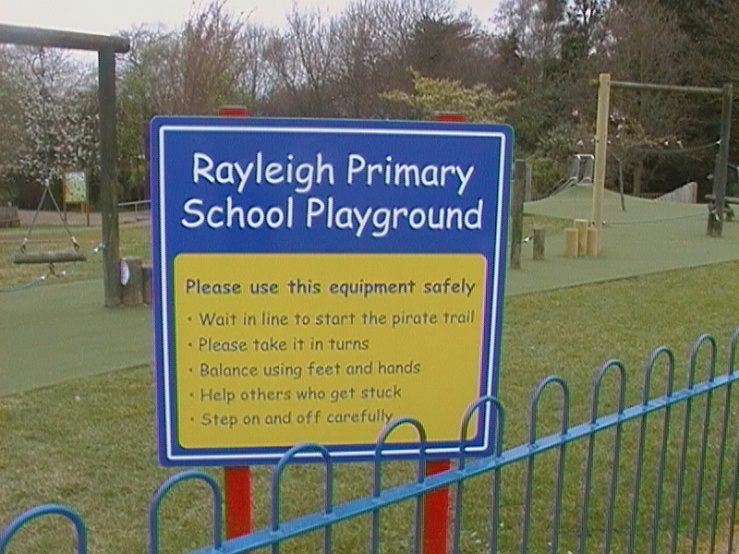 Rayleigh Primary
School Playground
Please use this equipment safely
· Wait in line to start the pirate trail
· Please take it in turns
· Balance using feet and hands
· Help others who get stuck
· Step on and off carefully